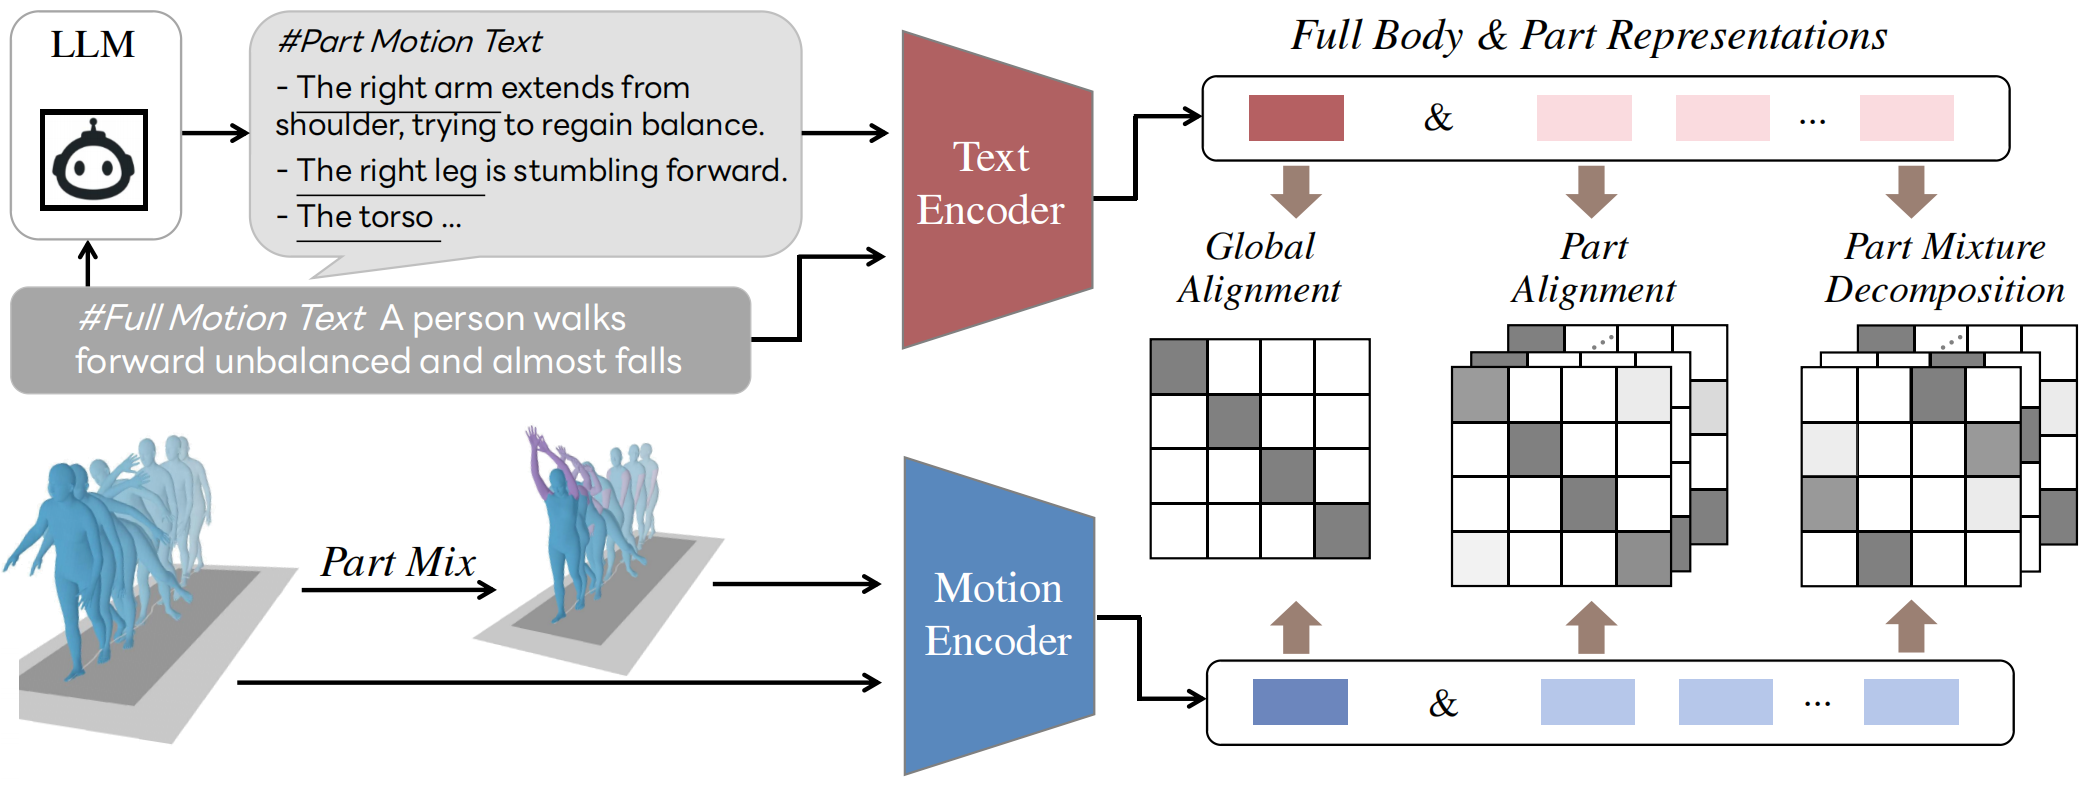 LLM
#Part Motion Text
- The right arm extends from
shoulder, trying to regain balance.
- The right leg is stumbling forward.
- The torso ...
#Full Motion Text A person walks
forward unbalanced and almost falls
Text
Encoder
Full Body & Part Representations
& ...
Global
Alignment
Part
Alignment
Part Mixture
Decomposition
Part Mix
Motion
Encoder
& ...